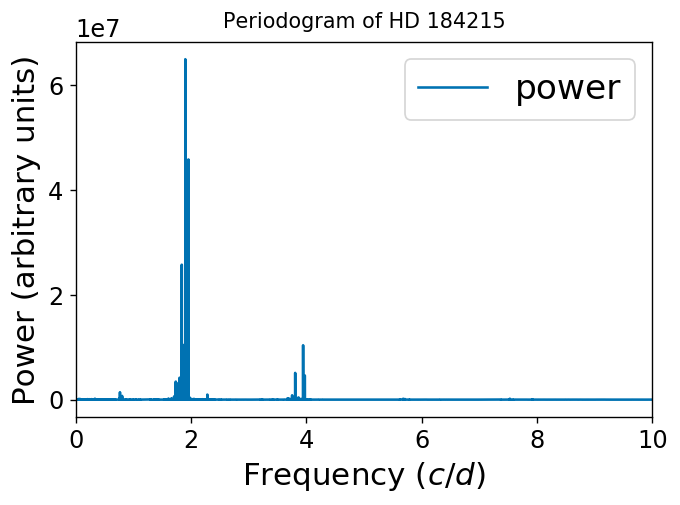 Periodogram of HD 184215
1e7
power
6
4
2
0
Power (arbitrary units)
0 2 4 6 8 10
Frequency (c/d)